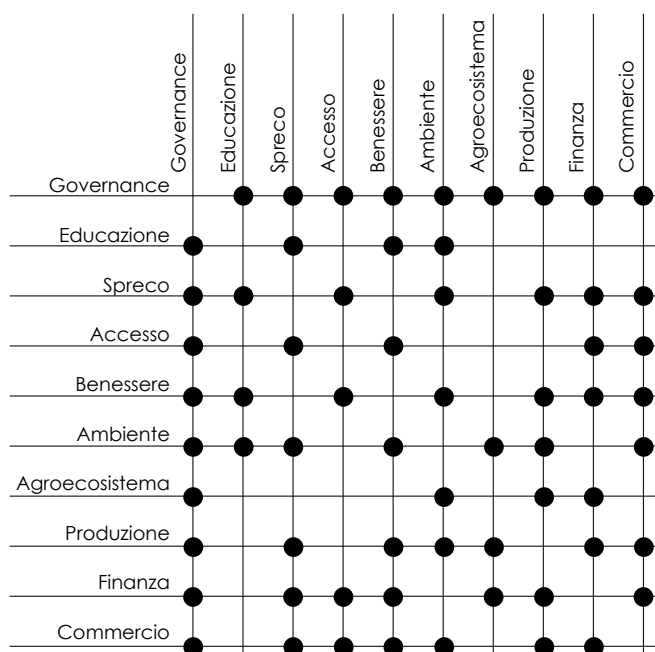 Governance
Educazione
Spreco
Accesso
Benessere
Ambiente
Agroecosistema
Produzione
Finanza
Commercio
Governance
Educazione
Spreco
Accesso
Benessere
Ambiente
Agroecosistema
Produzione
Finanza
Commercio